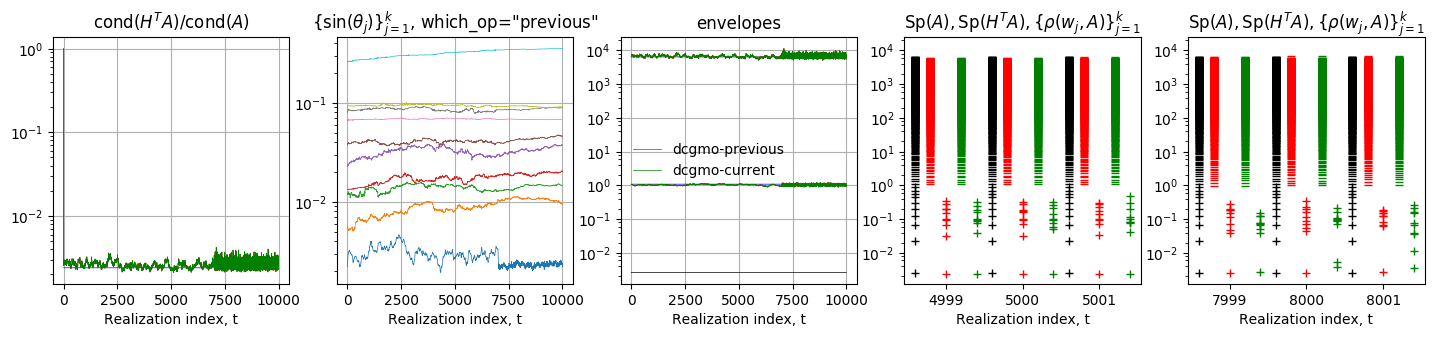 cond(H^T A)/cond(A)
10^0
10^{-1}
10^{-2}
0 2500 5000 7500 10000
Realization index, t
{sin(θ_j)}_{j=1}^k, which_op="previous"
10^{-1}
10^{-2}
0 2500 5000 7500 10000
Realization index, t
envelopes
10^4
10^3
10^2
10^1
10^0
10^{-1}
10^{-2}
dcgmo-previous
dcgmo-current
0 2500 5000 7500 10000
Realization index, t
Sp(A), Sp(H^T A), {ρ(w_j, A)}_{j=1}^k
10^4
10^3
10^2
10^1
10^0
10^{-1}
10^{-2}
4999 5000 5001
Realization index, t
Sp(A), Sp(H^T A), {ρ(w_j, A)}_{j=1}^k
10^4
10^3
10^2
10^1
10^0
10^{-1}
10^{-2}
7999 8000 8001
Realization index, t